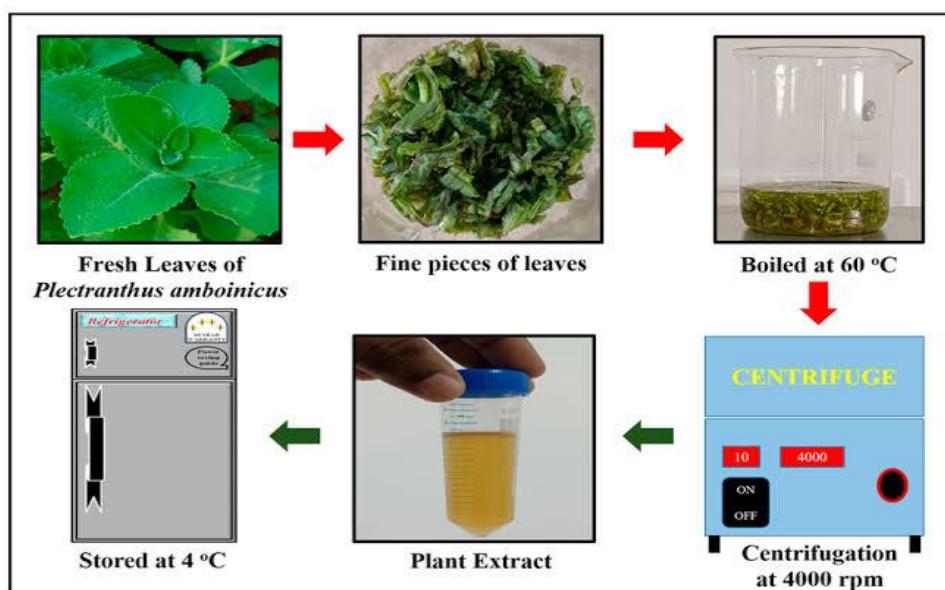 Fresh Leaves of
Plectranthus amboinicus
Fine pieces of leaves
Boiled at 60 °C
CENTRIFUGE
10
4000
ON
OFF
Centrifugation
at 4000 rpm
Plant Extract
Refrigerator
WARRANTY
Stored at 4 °C